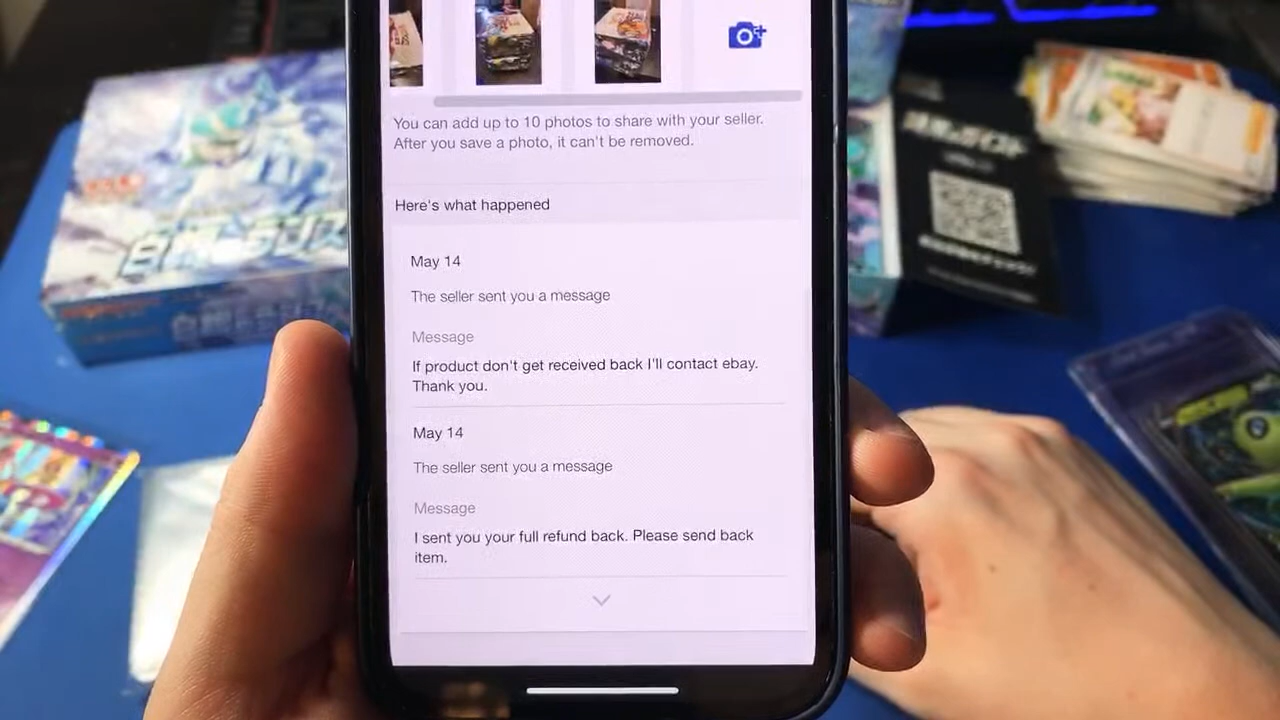 You can add up to 10 photos to share with your seller.
After you save a photo, it can't be removed.
Here's what happened
May 14
The seller sent you a message
Message
If product don't get received back I'll contact ebay.
Thank you.
May 14
The seller sent you a message
Message
I sent you your full refund back. Please send back
item.